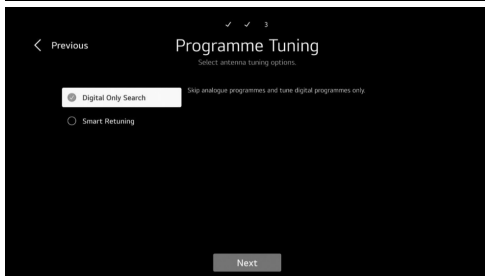 ✓ ✓ 3
Previous
Programme Tuning
Select antenna tuning options.
Digital Only Search
Skip analogue programmes and tune digital programmes only.
Smart Retuning
Next